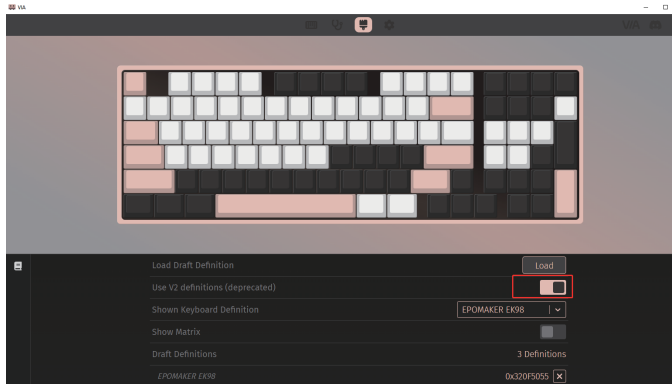 VIA
VIA
Load Draft Definition
Load
Use V2 definitions (deprecated)
Shown Keyboard Definition
EPOMAKER EK98
Show Matrix
Draft Definitions
3 Definitions
EPOMAKER EK98
0x320F5055